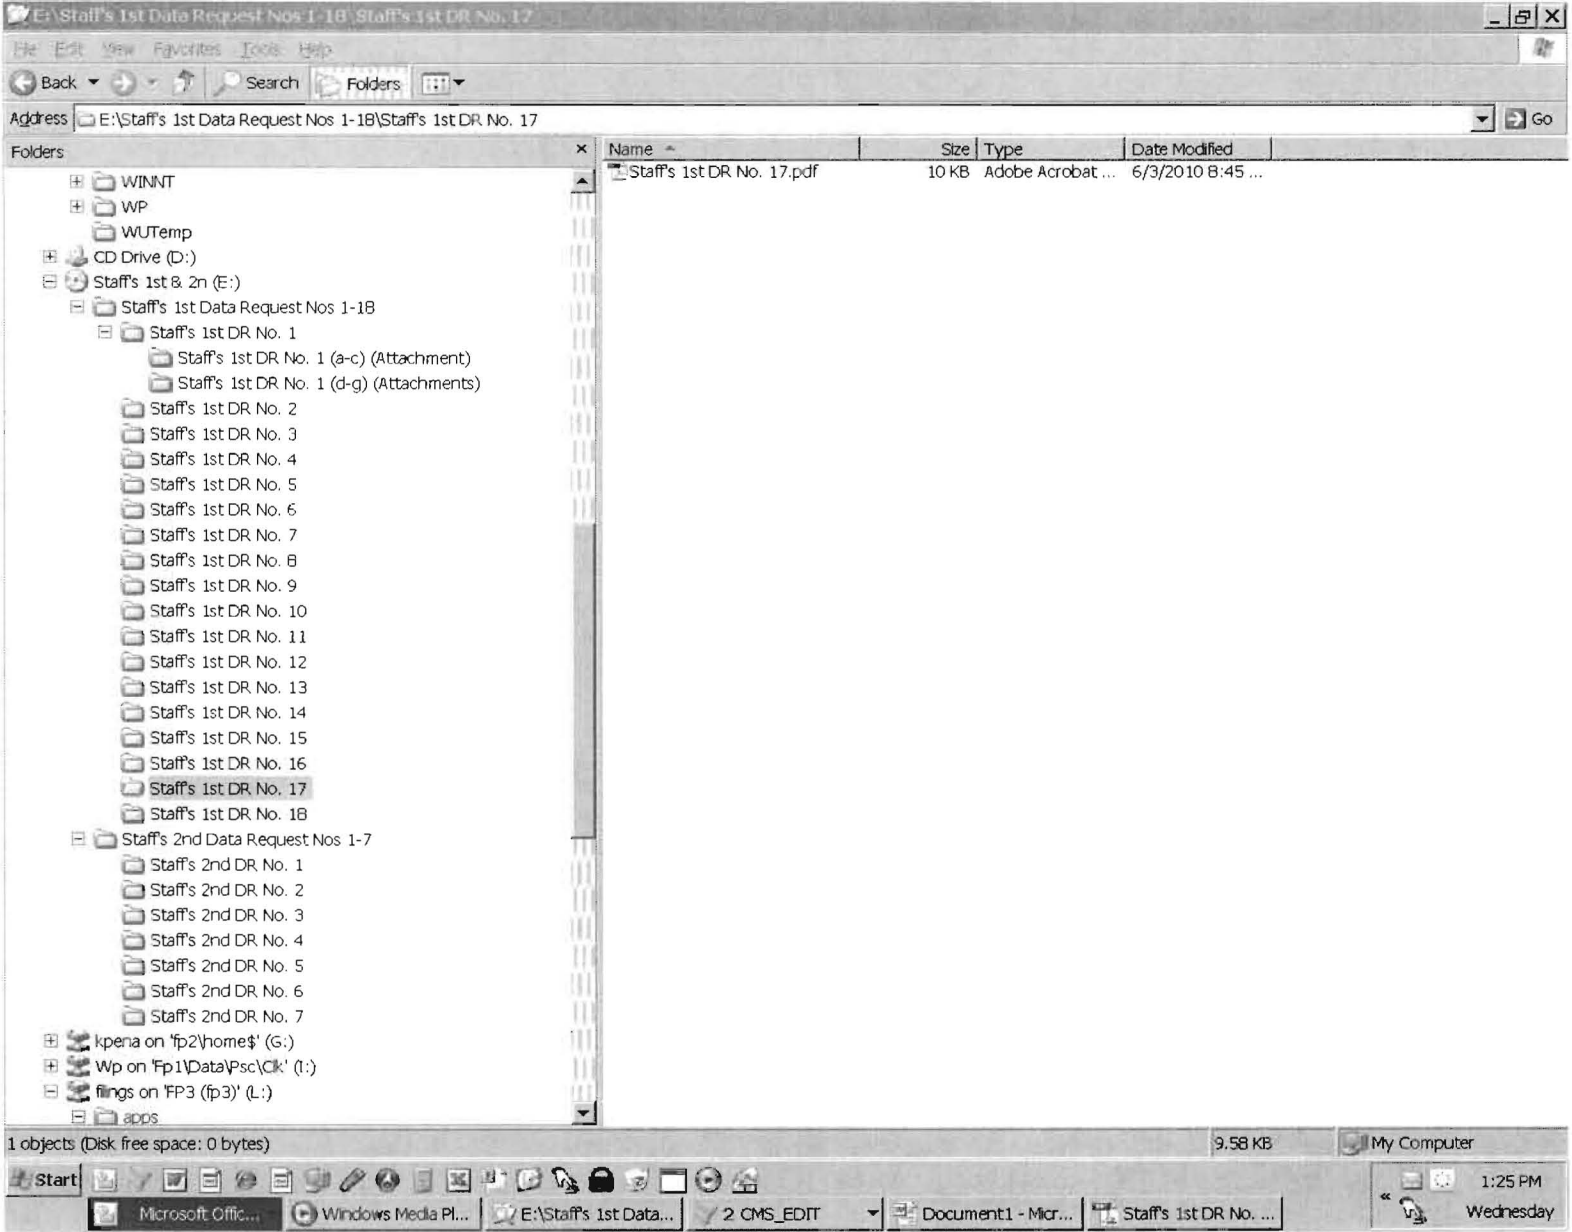 E:\Staff's 1st Data Request Nos 1-18\Staff's 1st DR No. 17
File Edit View Favorites Tools Help
Back Search Folders
Address E:\Staff's 1st Data Request Nos 1-18\Staff's 1st DR No. 17 Go
Folders × Name Size Type Date Modified
Staff's 1st DR No. 17.pdf 10 KB Adobe Acrobat ... 6/3/2010 8:45 ...
WINNT
WP
WUTemp
CD Drive (D:)
Staff's 1st & 2n (E:)
Staff's 1st Data Request Nos 1-18
Staff's 1st DR No. 1
Staff's 1st DR No. 1 (a-c) (Attachment)
Staff's 1st DR No. 1 (d-g) (Attachments)
Staff's 1st DR No. 2
Staff's 1st DR No. 3
Staff's 1st DR No. 4
Staff's 1st DR No. 5
Staff's 1st DR No. 6
Staff's 1st DR No. 7
Staff's 1st DR No. 8
Staff's 1st DR No. 9
Staff's 1st DR No. 10
Staff's 1st DR No. 11
Staff's 1st DR No. 12
Staff's 1st DR No. 13
Staff's 1st DR No. 14
Staff's 1st DR No. 15
Staff's 1st DR No. 16
Staff's 1st DR No. 17
Staff's 1st DR No. 18
Staff's 2nd Data Request Nos 1-7
Staff's 2nd DR No. 1
Staff's 2nd DR No. 2
Staff's 2nd DR No. 3
Staff's 2nd DR No. 4
Staff's 2nd DR No. 5
Staff's 2nd DR No. 6
Staff's 2nd DR No. 7
kpena on 'fp2\home$' (G:)
Wp on 'Fp1\Data\Psc\Clk' (I:)
filings on 'FP3 (fp3)' (L:)
apps
1 objects (Disk free space: 0 bytes) 9.58 KB My Computer
Start 1:25 PM
Microsoft Offic... Windows Media Pl... E:\Staff's 1st Data... 2 CMS_EDIT Document1 - Micr... Staff's 1st DR No. ... « Wednesday